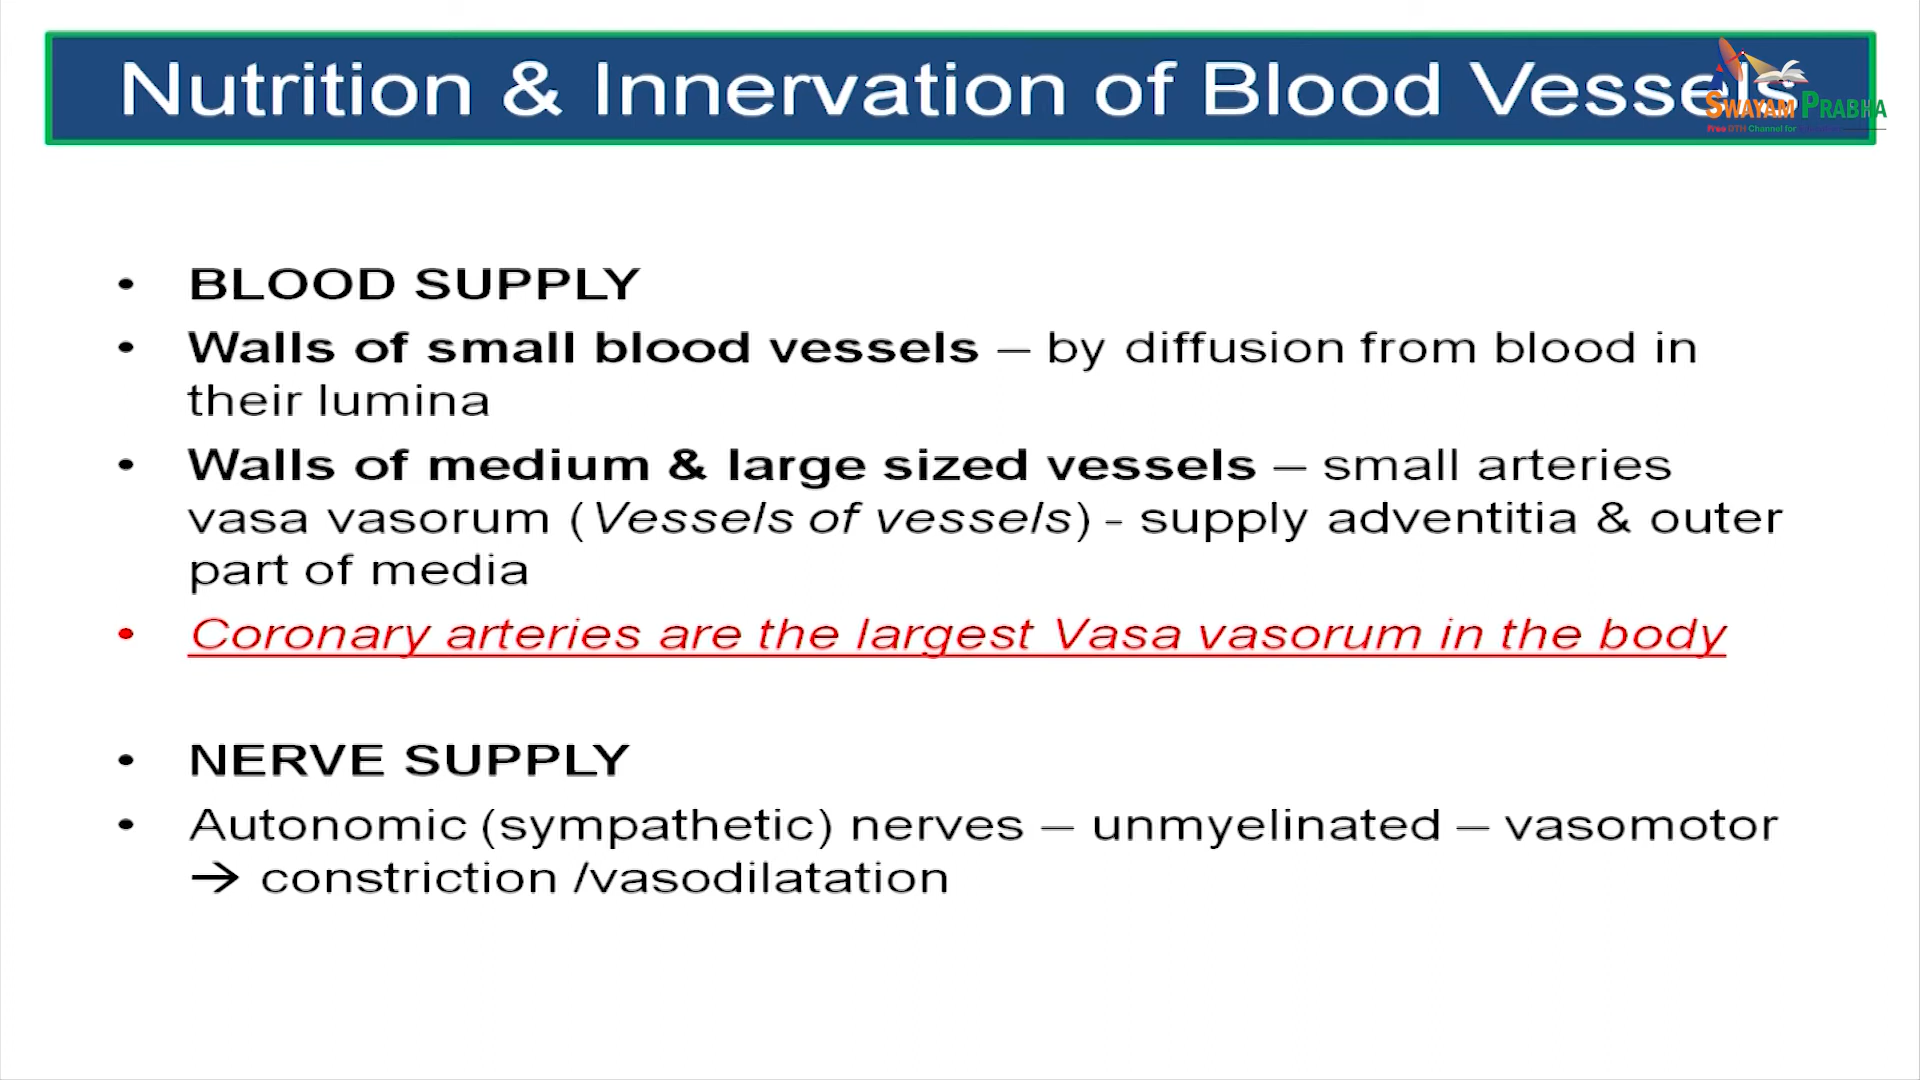 Nutrition & Innervation of Blood Vessels
SWAYAM PRABHA
Free DTH Channel for
• BLOOD SUPPLY
• Walls of small blood vessels – by diffusion from blood in
their lumina
• Walls of medium & large sized vessels – small arteries
vasa vasorum (Vessels of vessels) - supply adventitia & outer
part of media
• Coronary arteries are the largest Vasa vasorum in the body
• NERVE SUPPLY
• Autonomic (sympathetic) nerves – unmyelinated – vasomotor
→ constriction /vasodilatation